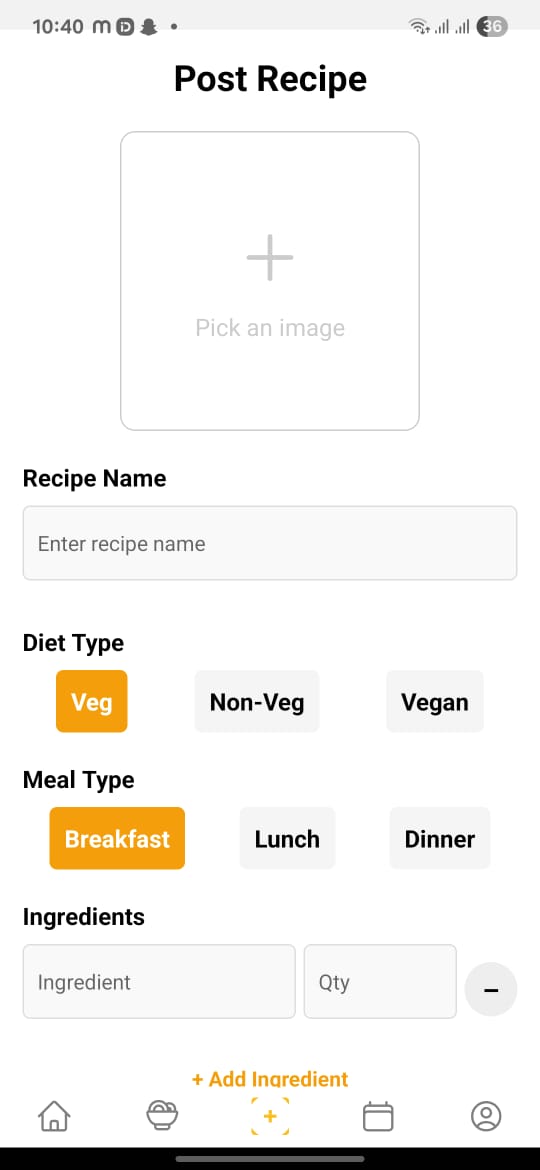 10:40 m D 36
Post Recipe
Pick an image
Recipe Name
Enter recipe name
Diet Type
Veg Non-Veg Vegan
Meal Type
Breakfast Lunch Dinner
Ingredients
Ingredient Qty −
+ Add Ingredient